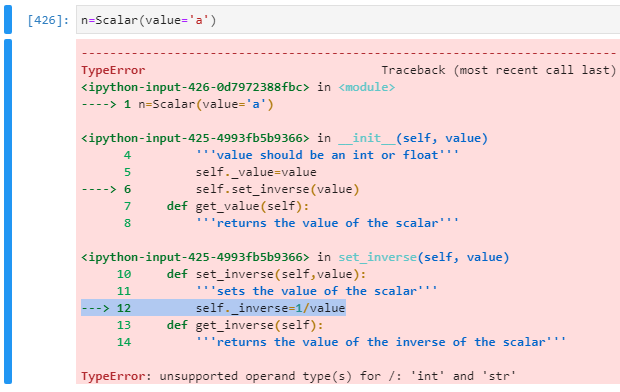 [426]: n=Scalar(value='a')
---------------------------------------------------------------------------
TypeError                                 Traceback (most recent call last)
<ipython-input-426-0d7972388fbc> in <module>
----> 1 n=Scalar(value='a')
<ipython-input-425-4993fb5b9366> in __init__(self, value)
      4         '''value should be an int or float'''
      5         self._value=value
----> 6         self.set_inverse(value)
      7     def get_value(self):
      8         '''returns the value of the scalar'''
<ipython-input-425-4993fb5b9366> in set_inverse(self, value)
     10     def set_inverse(self,value):
     11         '''sets the value of the scalar'''
---> 12         self._inverse=1/value
     13     def get_inverse(self):
     14         '''returns the value of the inverse of the scalar'''
TypeError: unsupported operand type(s) for /: 'int' and 'str'